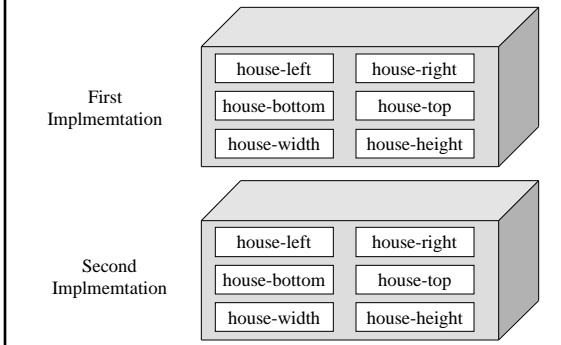 house-left house-right
First
Implmemtation
house-bottom house-top
house-width house-height
house-left house-right
Second
Implmemtation
house-bottom house-top
house-width house-height